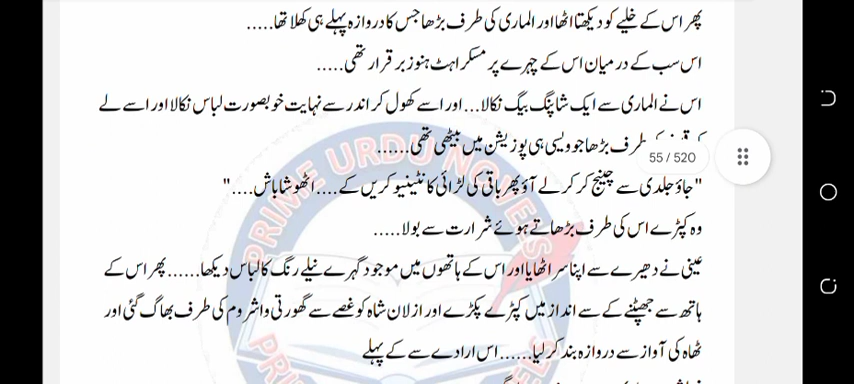 پھر اس کے خلیے کو دیکھتا اٹھا اور الماری کی طرف بڑھا جس کا دروازہ پہلے ہی کھلا تھا.....
اس سب کے درمیان اس کے چہرے پر مسکراہٹ ہنوز برقرار تھی.....
اس نے الماری سے ایک شاپنگ بیگ نکالا... اور اسے کھول کر اندر سے نہایت خوبصورت لباس نکالا اور اسے لے
طرف بڑھا جو ویسی ہی پوزیشن میں بیٹھی تھی......
55 / 520
"جاؤ جلدی سے چینج کر کر لے آؤ پھر باقی کی لڑائی کانٹینیو کریں گے.... اٹھو شاباش...."
وہ کپڑے اس کی طرف بڑھاتے ہوئے شرارت سے بولا.....
عینی نے دھیرے سے اپنا سر اٹھایا اور اس کے ہاتھوں میں موجود گہرے نیلے رنگ کا لباس دیکھا...... پھر اس کے
ہاتھ سے جھپٹنے کے سے انداز میں کپڑے پکڑے اور ازلان شاہ کو غصے سے گھورتی واشروم کی طرف بھاگ گئی اور
ٹھاہ کی آواز سے دروازہ بند کر لیا...... اس ارادے سے کے پہلے
PRIME URDU NOVELS